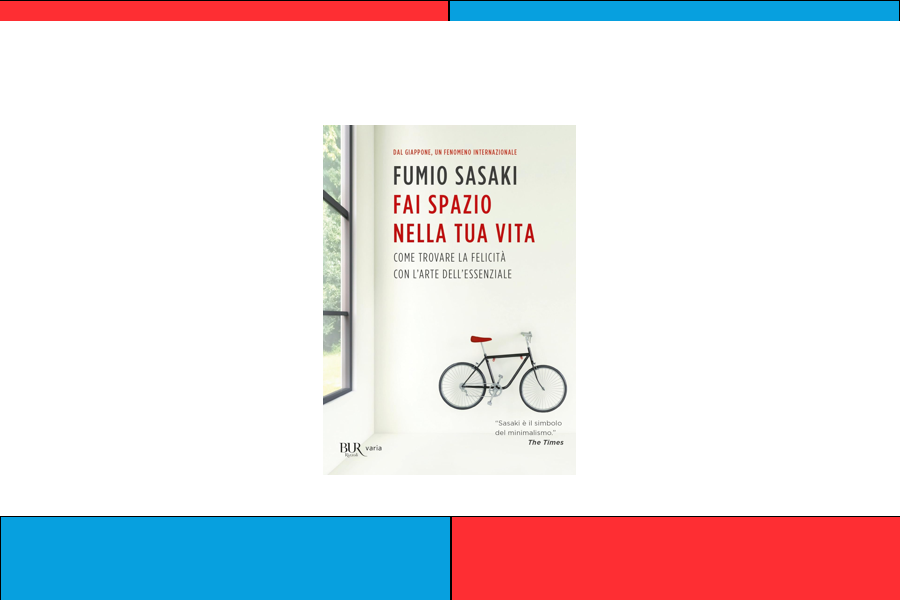 DAL GIAPPONE, UN FENOMENO INTERNAZIONALE
FUMIO SASAKI
FAI SPAZIO
NELLA TUA VITA
COME TROVARE LA FELICITÀ
CON L'ARTE DELL'ESSENZIALE
"Sasaki è il simbolo
del minimalismo."
The Times
BUR varia
Rizzoli